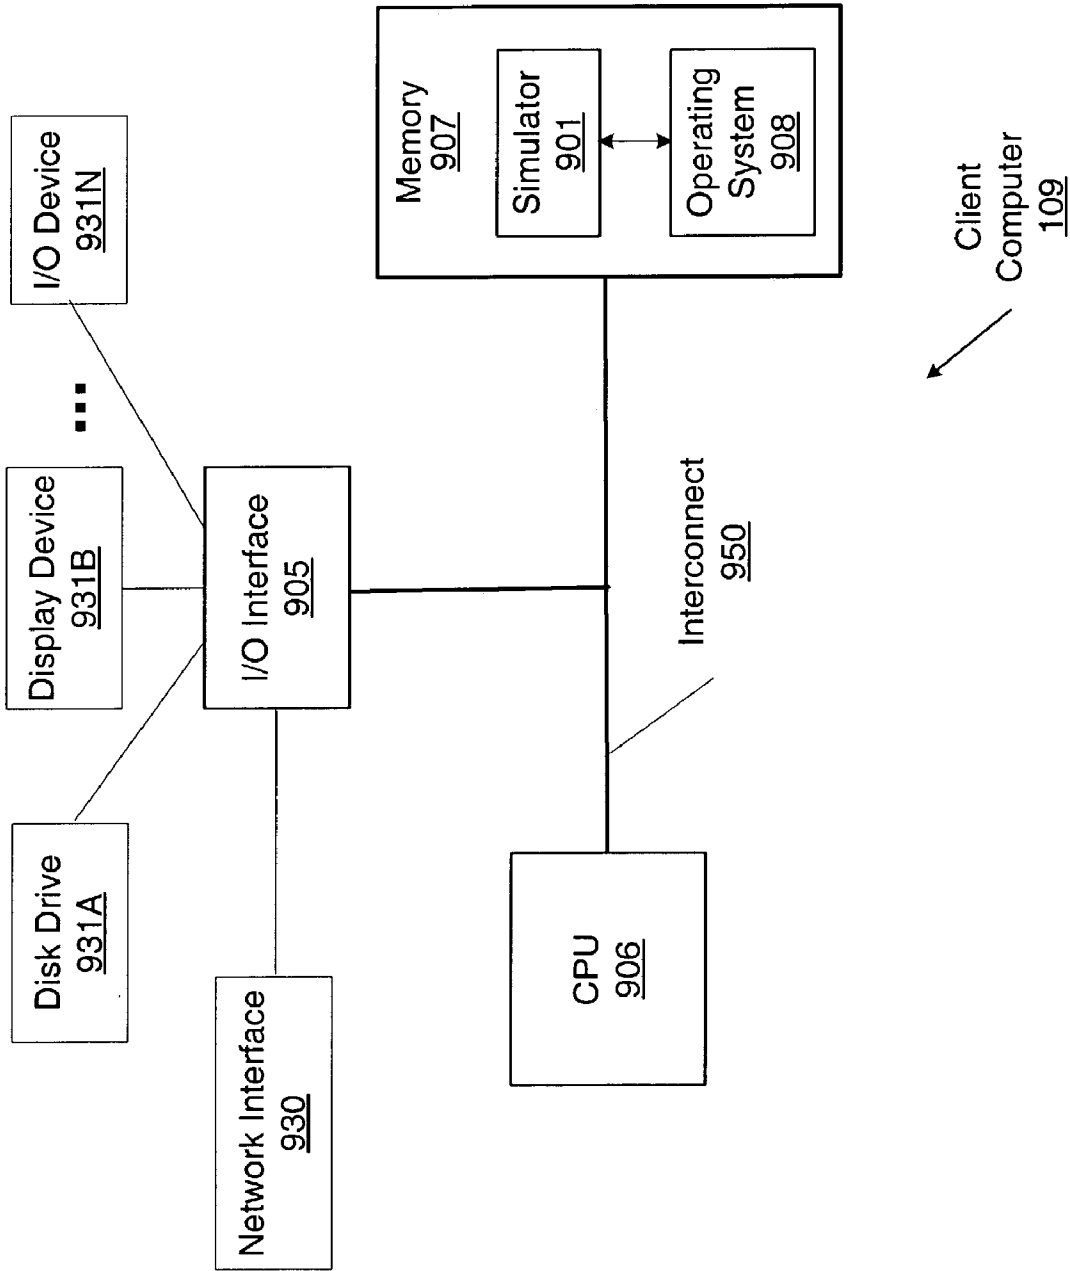 Disk Drive
931A
Display Device
931B
...
I/O Device
931N
Network Interface
930
I/O Interface
905
Memory
907
Simulator
901
Operating
System
908
CPU
906
Interconnect
950
Client
Computer
109